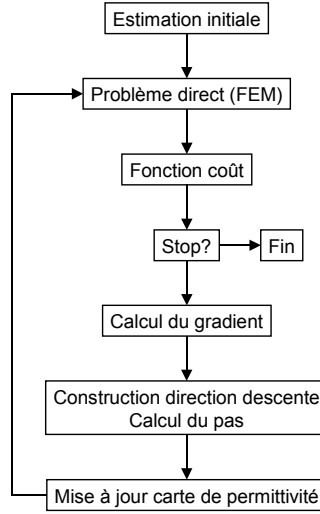 Estimation initiale
Problème direct (FEM)
Fonction coût
Stop?
Fin
Calcul du gradient
Construction direction descente
Calcul du pas
Mise à jour carte de permittivité